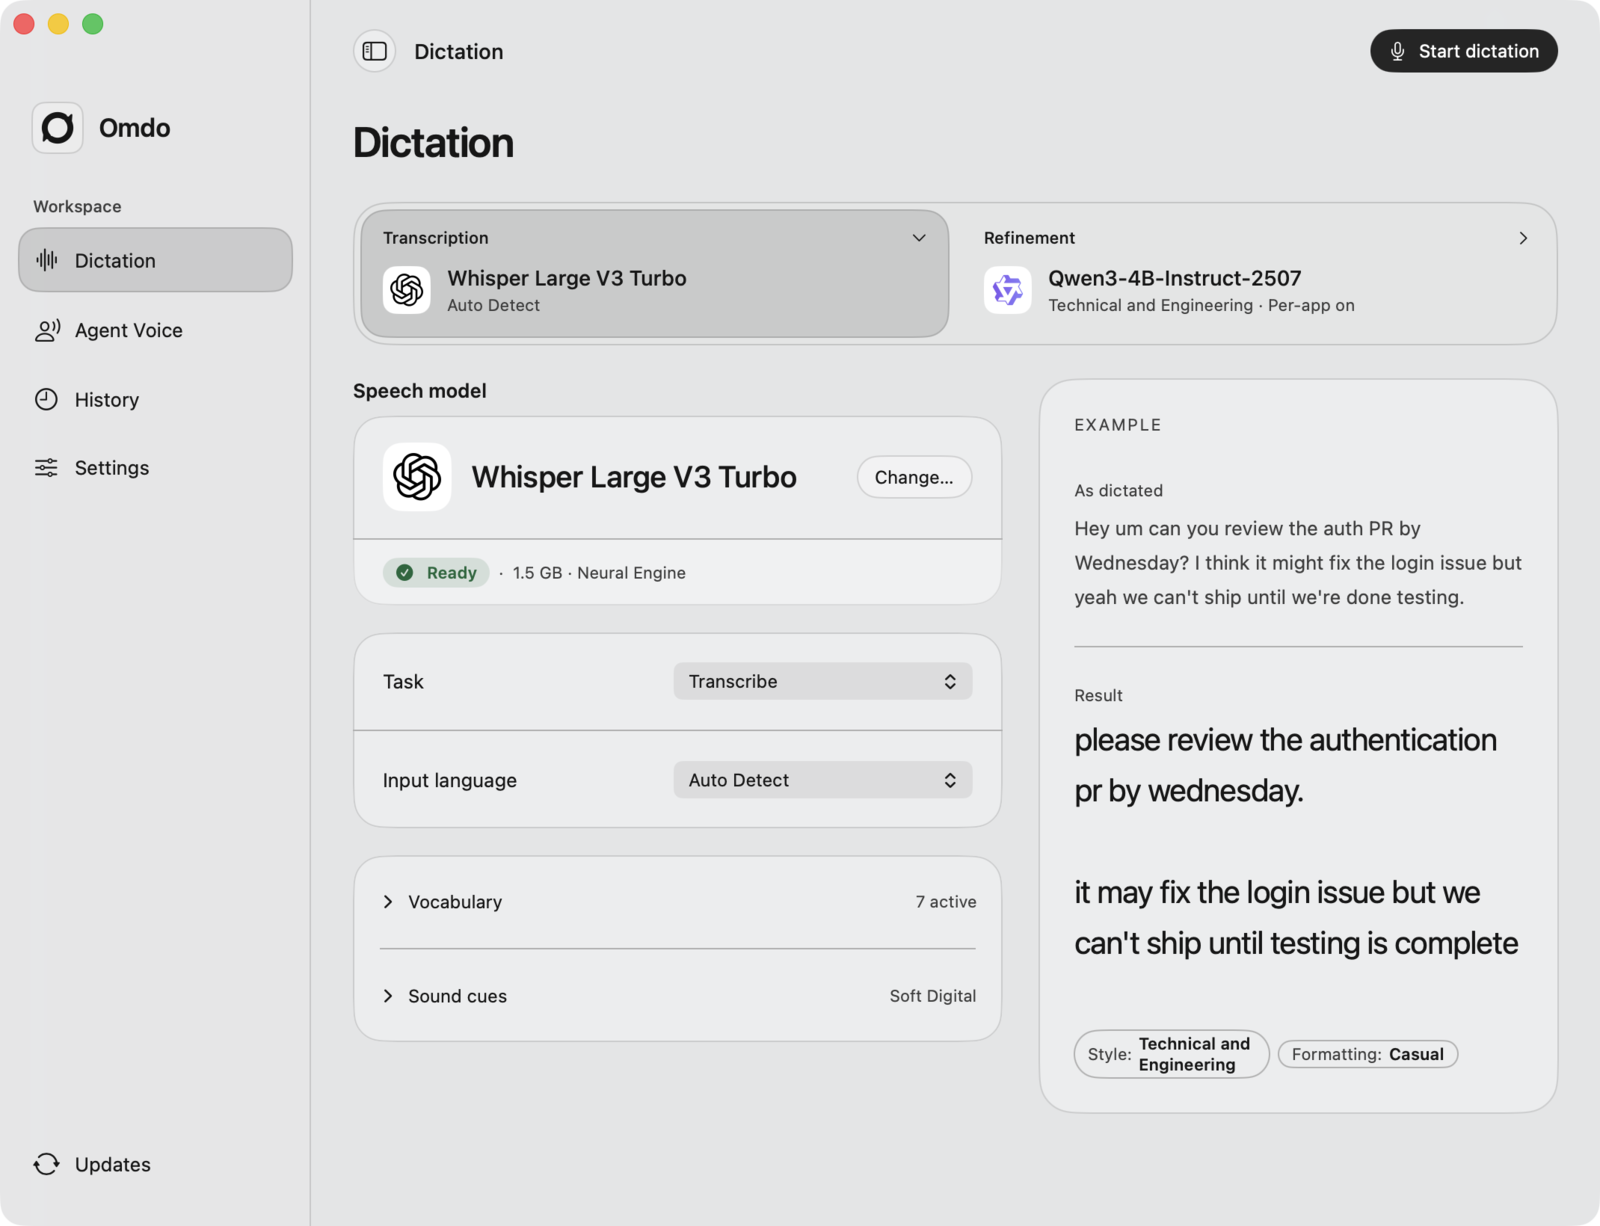 Omdo
Workspace
Dictation
Agent Voice
History
Settings
Updates
Dictation
Start dictation
Dictation
Transcription
Whisper Large V3 Turbo
Auto Detect
Refinement
Qwen3-4B-Instruct-2507
Technical and Engineering · Per-app on
Speech model
Whisper Large V3 Turbo
Change...
Ready · 1.5 GB · Neural Engine
Task
Transcribe
Input language
Auto Detect
Vocabulary
7 active
Sound cues
Soft Digital
EXAMPLE
As dictated
Hey um can you review the auth PR by
Wednesday? I think it might fix the login issue but
yeah we can't ship until we're done testing.
Result
please review the authentication
pr by wednesday.
it may fix the login issue but we
can't ship until testing is complete
Style: Technical and
Engineering
Formatting: Casual